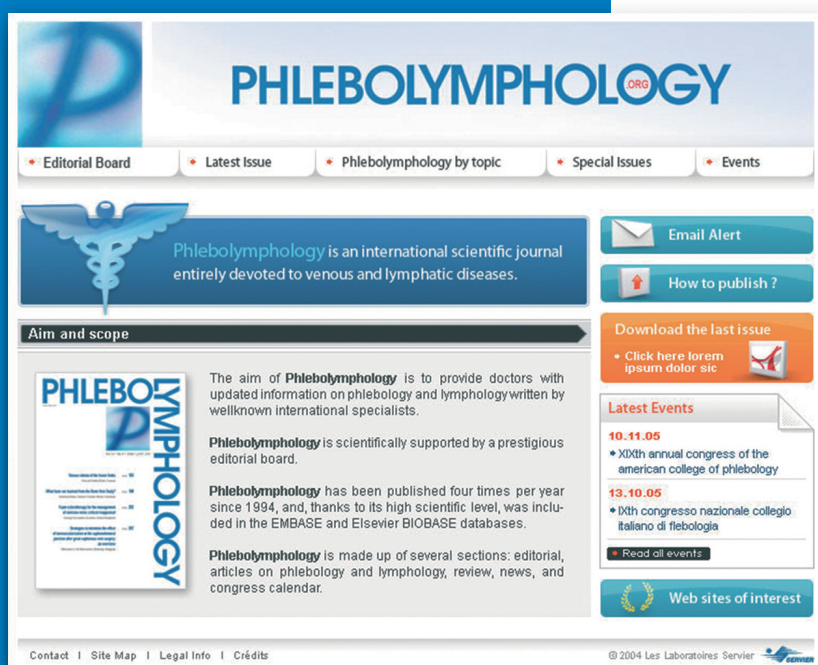 PHLEBOLYMPHOLOGY
.ORG
Editorial Board
Latest Issue
Phlebolymphology by topic
Special Issues
Events
Phlebolymphology is an international scientific journal
entirely devoted to venous and lymphatic diseases.
Email Alert
How to publish ?
Download the last issue
Click here lorem
ipsum dolor sic
Aim and scope
PHLEBO
LYMPHOLOGY
The aim of Phlebolymphology is to provide doctors with
updated information on phlebology and lymphology written by
wellknown international specialists.
Phlebolymphology is scientifically supported by a prestigious
editorial board.
Phlebolymphology has been published four times per year
since 1994, and, thanks to its high scientific level, was inclu-
ded in the EMBASE and Elsevier BIOBASE databases.
Phlebolymphology is made up of several sections: editorial,
articles on phlebology and lymphology, review, news, and
congress calendar.
Latest Events
10.11.05
XIXth annual congress of the
american college of phlebology
13.10.05
IXth congresso nazionale collegio
italiano di flebologia
Read all events
Web sites of interest
Contact I Site Map I Legal Info I Crédits
© 2004 Les Laboratoires Servier
SERVIER